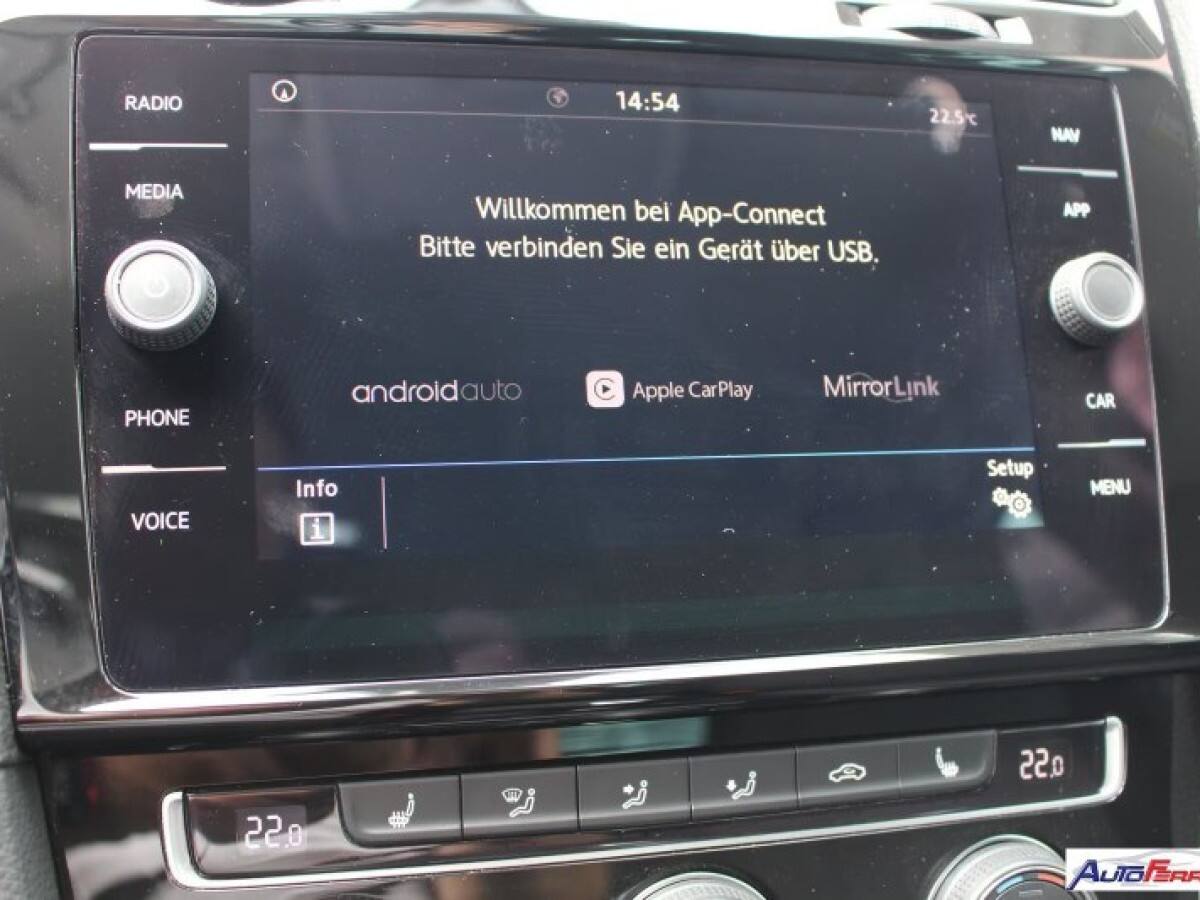 RADIO
MEDIA
PHONE
VOICE
14:54
22.5°C
Willkommen bei App-Connect
Bitte verbinden Sie ein Gerät über USB.
androidauto
Apple CarPlay
MirrorLink
Info
i
Setup
NAV
APP
CAR
MENU
22.0
22.0